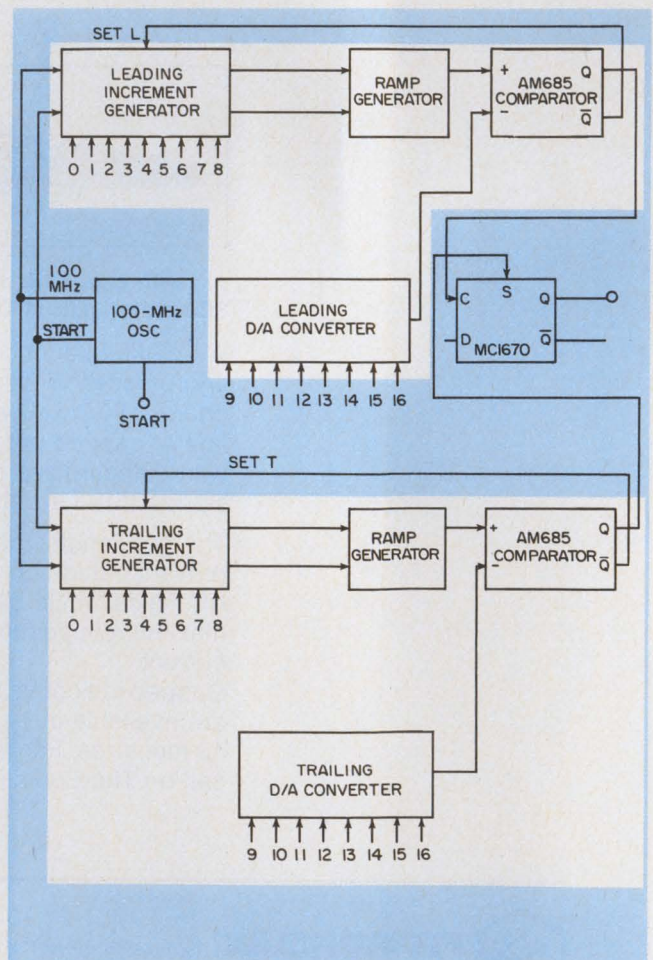 SET L
LEADING
INCREMENT
GENERATOR
0 1 2 3 4 5 6 7 8
RAMP
GENERATOR
+ Q
AM685
COMPARATOR
- Q̅
100
MHz
START
100-MHz
OSC
START
LEADING
D/A CONVERTER
9 10 11 12 13 14 15 16
S
C Q
D Q̅
MC1670
SET T
TRAILING
INCREMENT
GENERATOR
0 1 2 3 4 5 6 7 8
RAMP
GENERATOR
+ Q
AM685
COMPARATOR
- Q̅
TRAILING
D/A CONVERTER
9 10 11 12 13 14 15 16